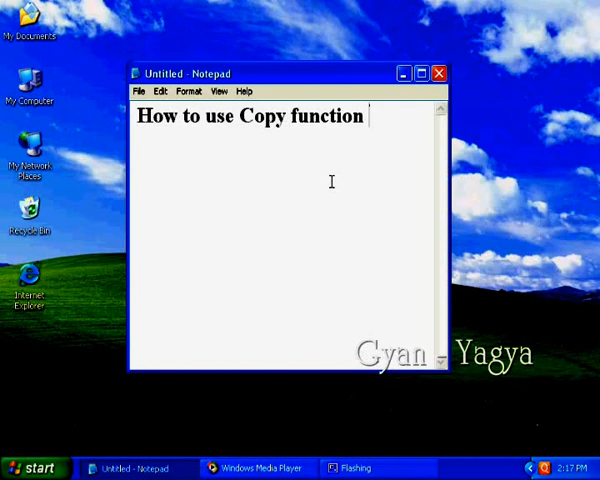 My Documents
My Computer
My Network
Places
Recycle Bin
Internet
Explorer
Untitled - Notepad
File Edit Format View Help
How to use Copy function
Gyan - Yagya
start
Untitled - Notepad
Windows Media Player
Flashing
2:17 PM